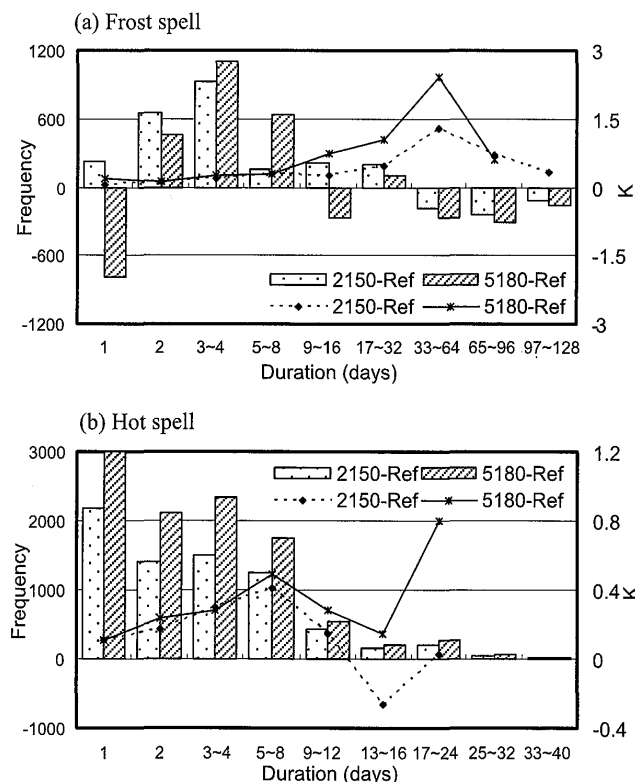 (a) Frost spell
1200
600
0
-600
-1200
Frequency
3
1.5
0
-1.5
-3
K
2150-Ref 5180-Ref
2150-Ref 5180-Ref
1 2 3~4 5~8 9~16 17~32 33~64 65~96 97~128
Duration (days)
(b) Hot spell
3000
2000
1000
0
-1000
Frequency
1.2
0.8
0.4
0
-0.4
K
2150-Ref 5180-Ref
2150-Ref 5180-Ref
1 2 3~4 5~8 9~12 13~16 17~24 25~32 33~40
Duration (days)